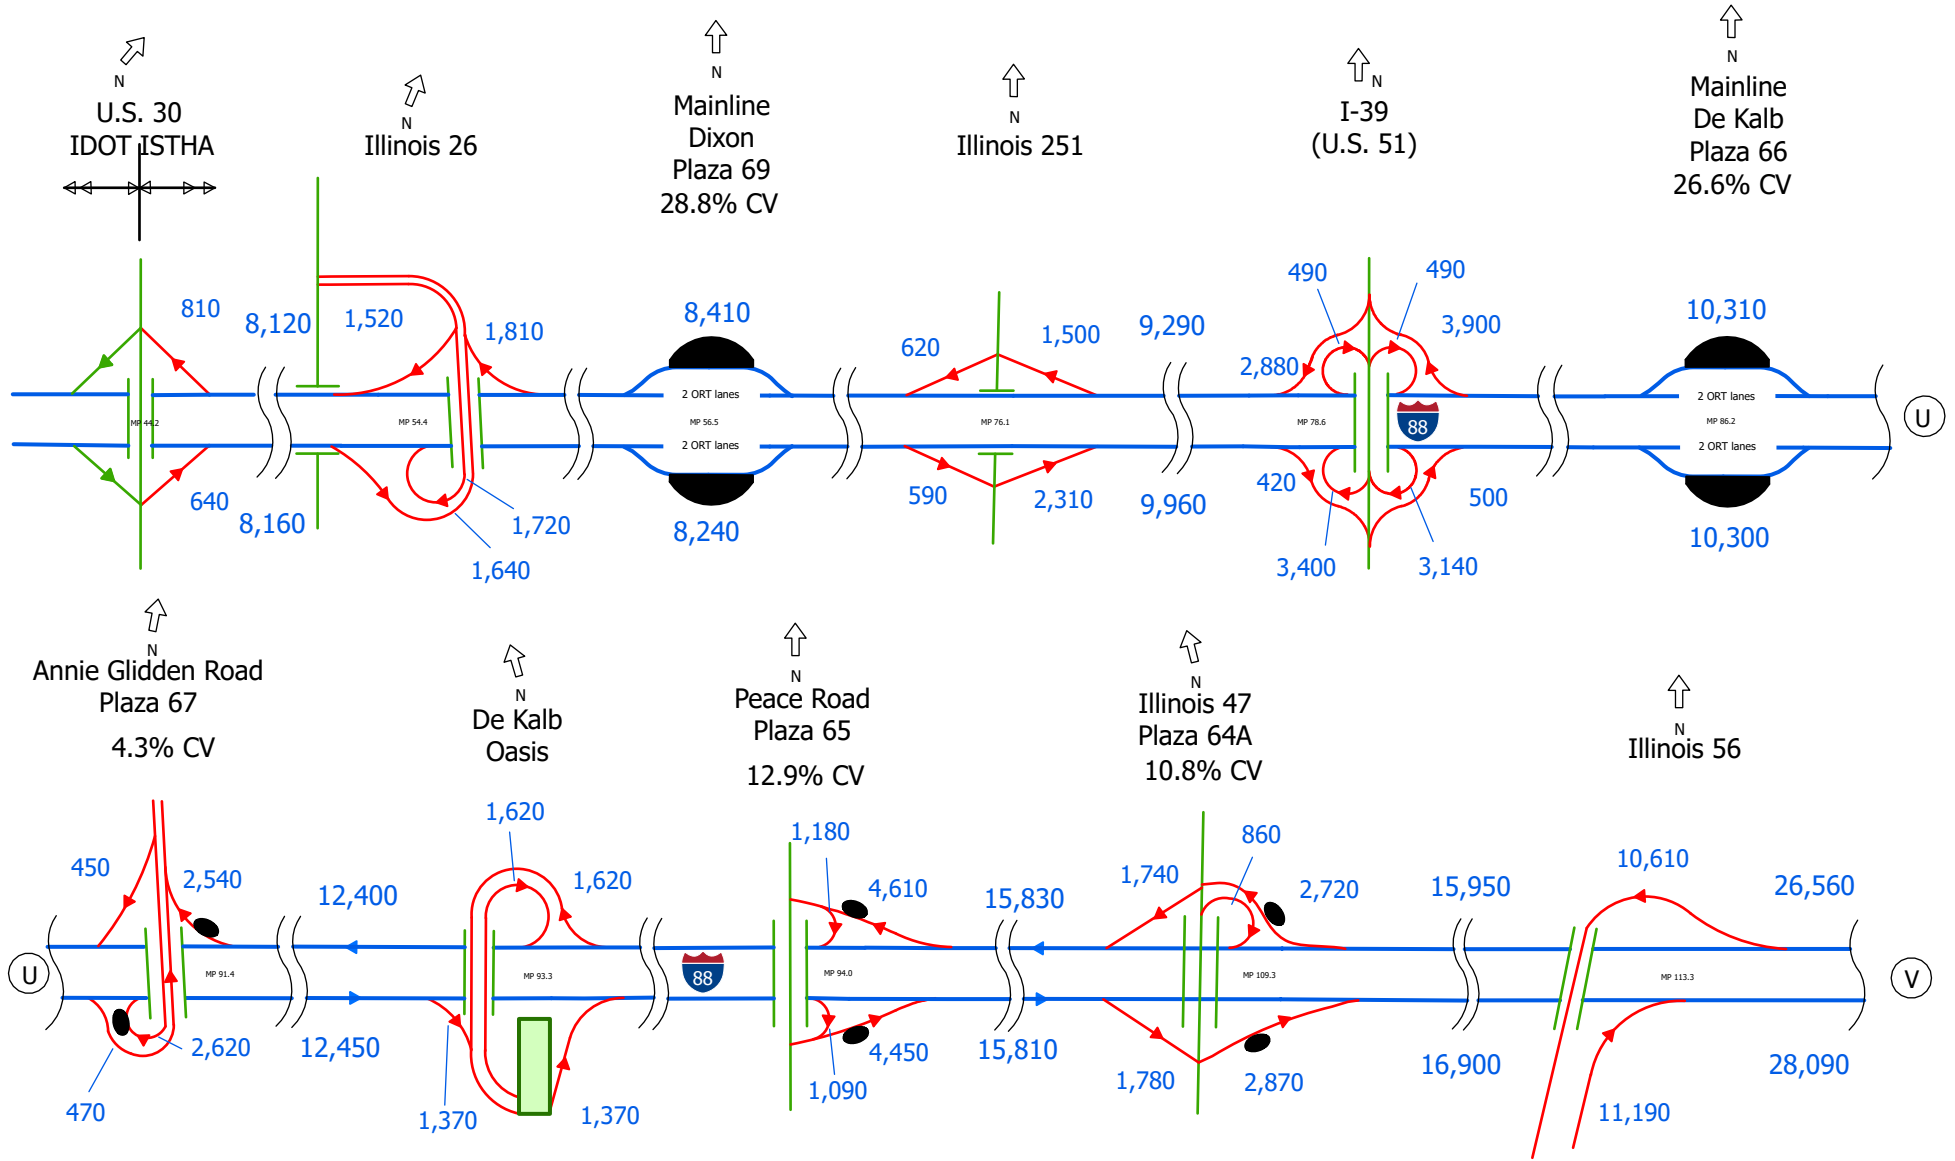 N
U.S. 30
IDOT ISTHA
N
Illinois 26
N
Mainline
Dixon
Plaza 69
28.8% CV
N
Illinois 251
N
I-39
(U.S. 51)
N
Mainline
De Kalb
Plaza 66
26.6% CV
810
8,120
1,520
1,810
8,410
620
1,500
9,290
490
490
2,880
3,900
10,310
2 ORT lanes
2 ORT lanes
MP 44.2
MP 54.4
MP 56.5
MP 76.1
MP 78.6
88
MP 86.2
U
2 ORT lanes
2 ORT lanes
640
8,160
1,720
1,640
8,240
590
2,310
9,960
420
500
3,400
3,140
10,300
N
Annie Glidden Road
Plaza 67
4.3% CV
N
De Kalb
Oasis
N
Peace Road
Plaza 65
12.9% CV
N
Illinois 47
Plaza 64A
10.8% CV
N
Illinois 56
450
2,540
12,400
1,620
1,620
1,180
4,610
15,830
1,740
860
2,720
15,950
10,610
26,560
U
MP 91.4
MP 93.3
88
MP 94.0
MP 109.3
MP 113.3
V
470
2,620
12,450
1,370
1,370
1,090
4,450
15,810
1,780
2,870
16,900
11,190
28,090